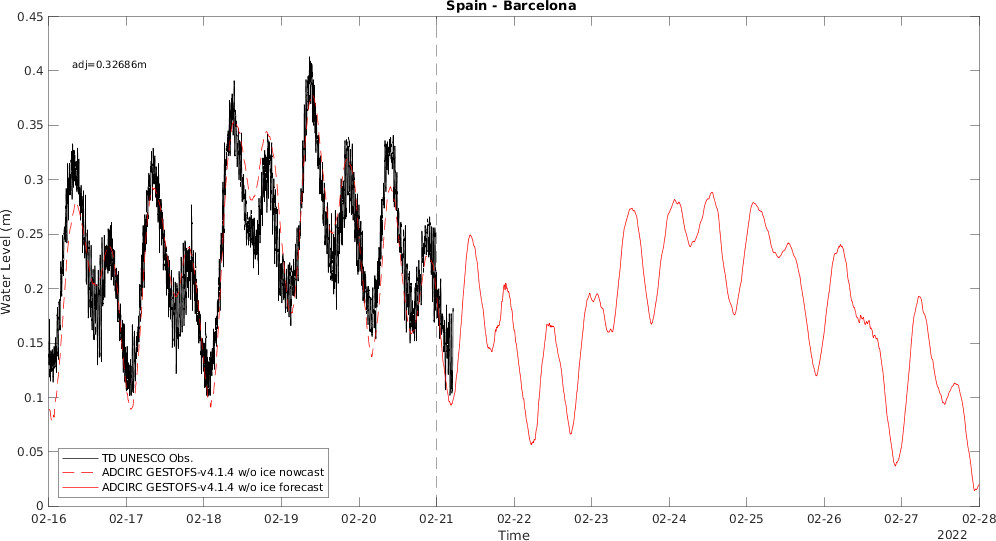 Spain - Barcelona
adj=0.32686m
Water Level (m)
0.45
0.4
0.35
0.3
0.25
0.2
0.15
0.1
0.05
0
TD UNESCO Obs.
ADCIRC GESTOFS-v4.1.4 w/o ice nowcast
ADCIRC GESTOFS-v4.1.4 w/o ice forecast
02-16 02-17 02-18 02-19 02-20 02-21 02-22 02-23 02-24 02-25 02-26 02-27 02-28
Time
2022